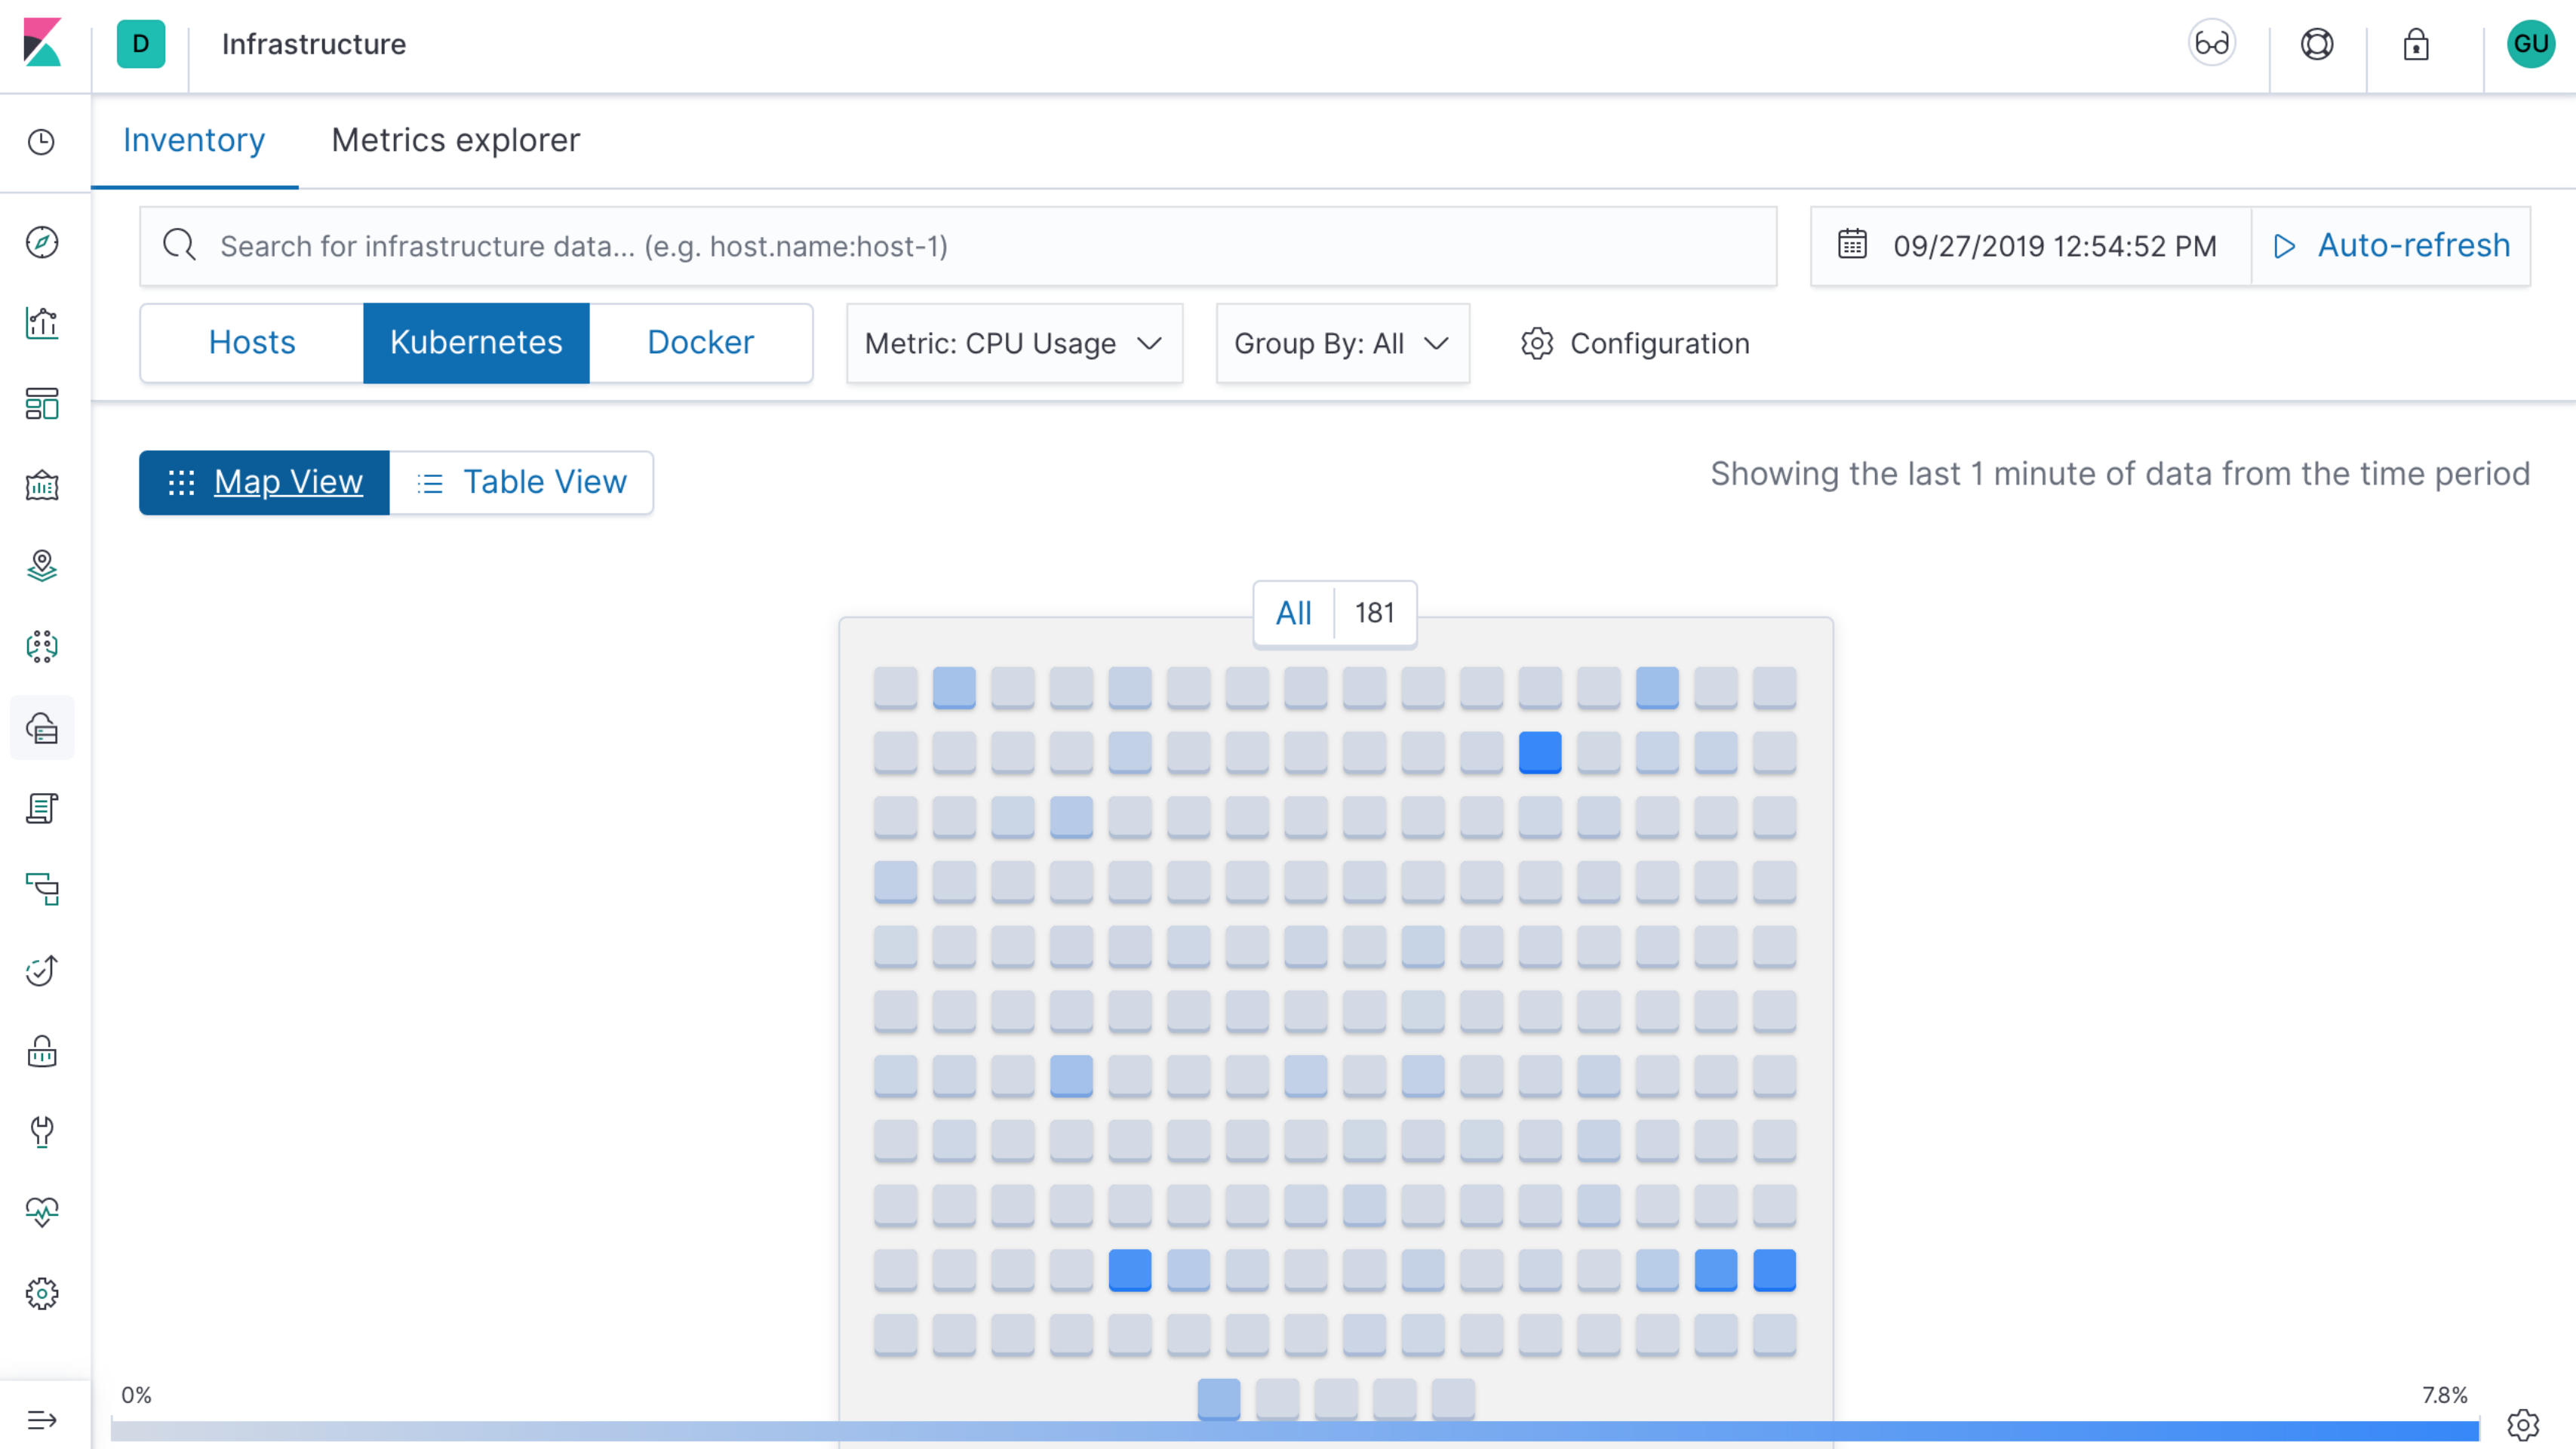 D
Infrastructure
GU
Inventory
Metrics explorer
Search for infrastructure data... (e.g. host.name:host-1)
09/27/2019 12:54:52 PM
Auto-refresh
Hosts
Kubernetes
Docker
Metric: CPU Usage
Group By: All
Configuration
Map View
Table View
Showing the last 1 minute of data from the time period
All
181
0%
7.8%